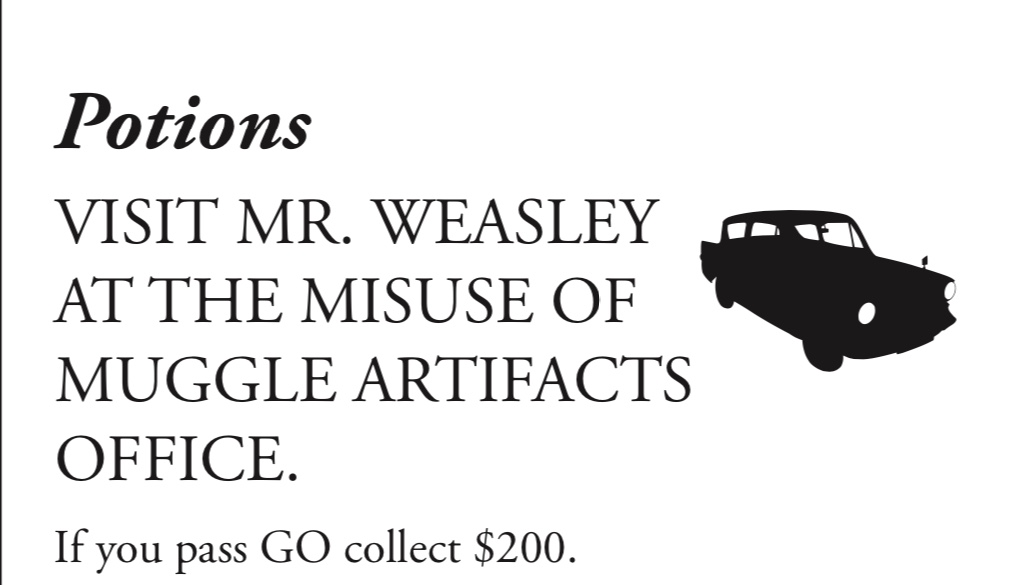 Potions
VISIT MR. WEASLEY
AT THE MISUSE OF
MUGGLE ARTIFACTS
OFFICE.
If you pass GO collect $200.